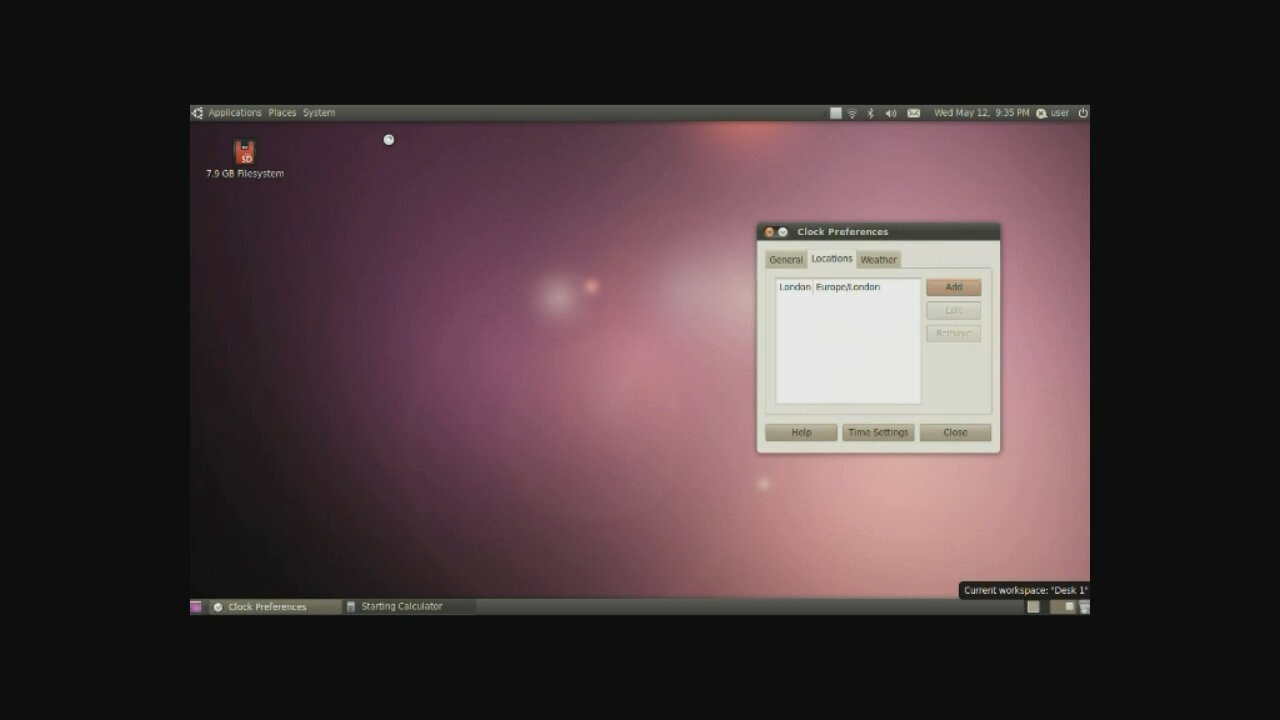 Applications Places System
Wed May 12, 9:35 PM user
SD
7.9 GB Filesystem
Clock Preferences
General Locations Weather
London Europe/London
Add
Edit
Remove
Help Time Settings Close
Current workspace: "Desk 1"
Clock Preferences Starting Calculator